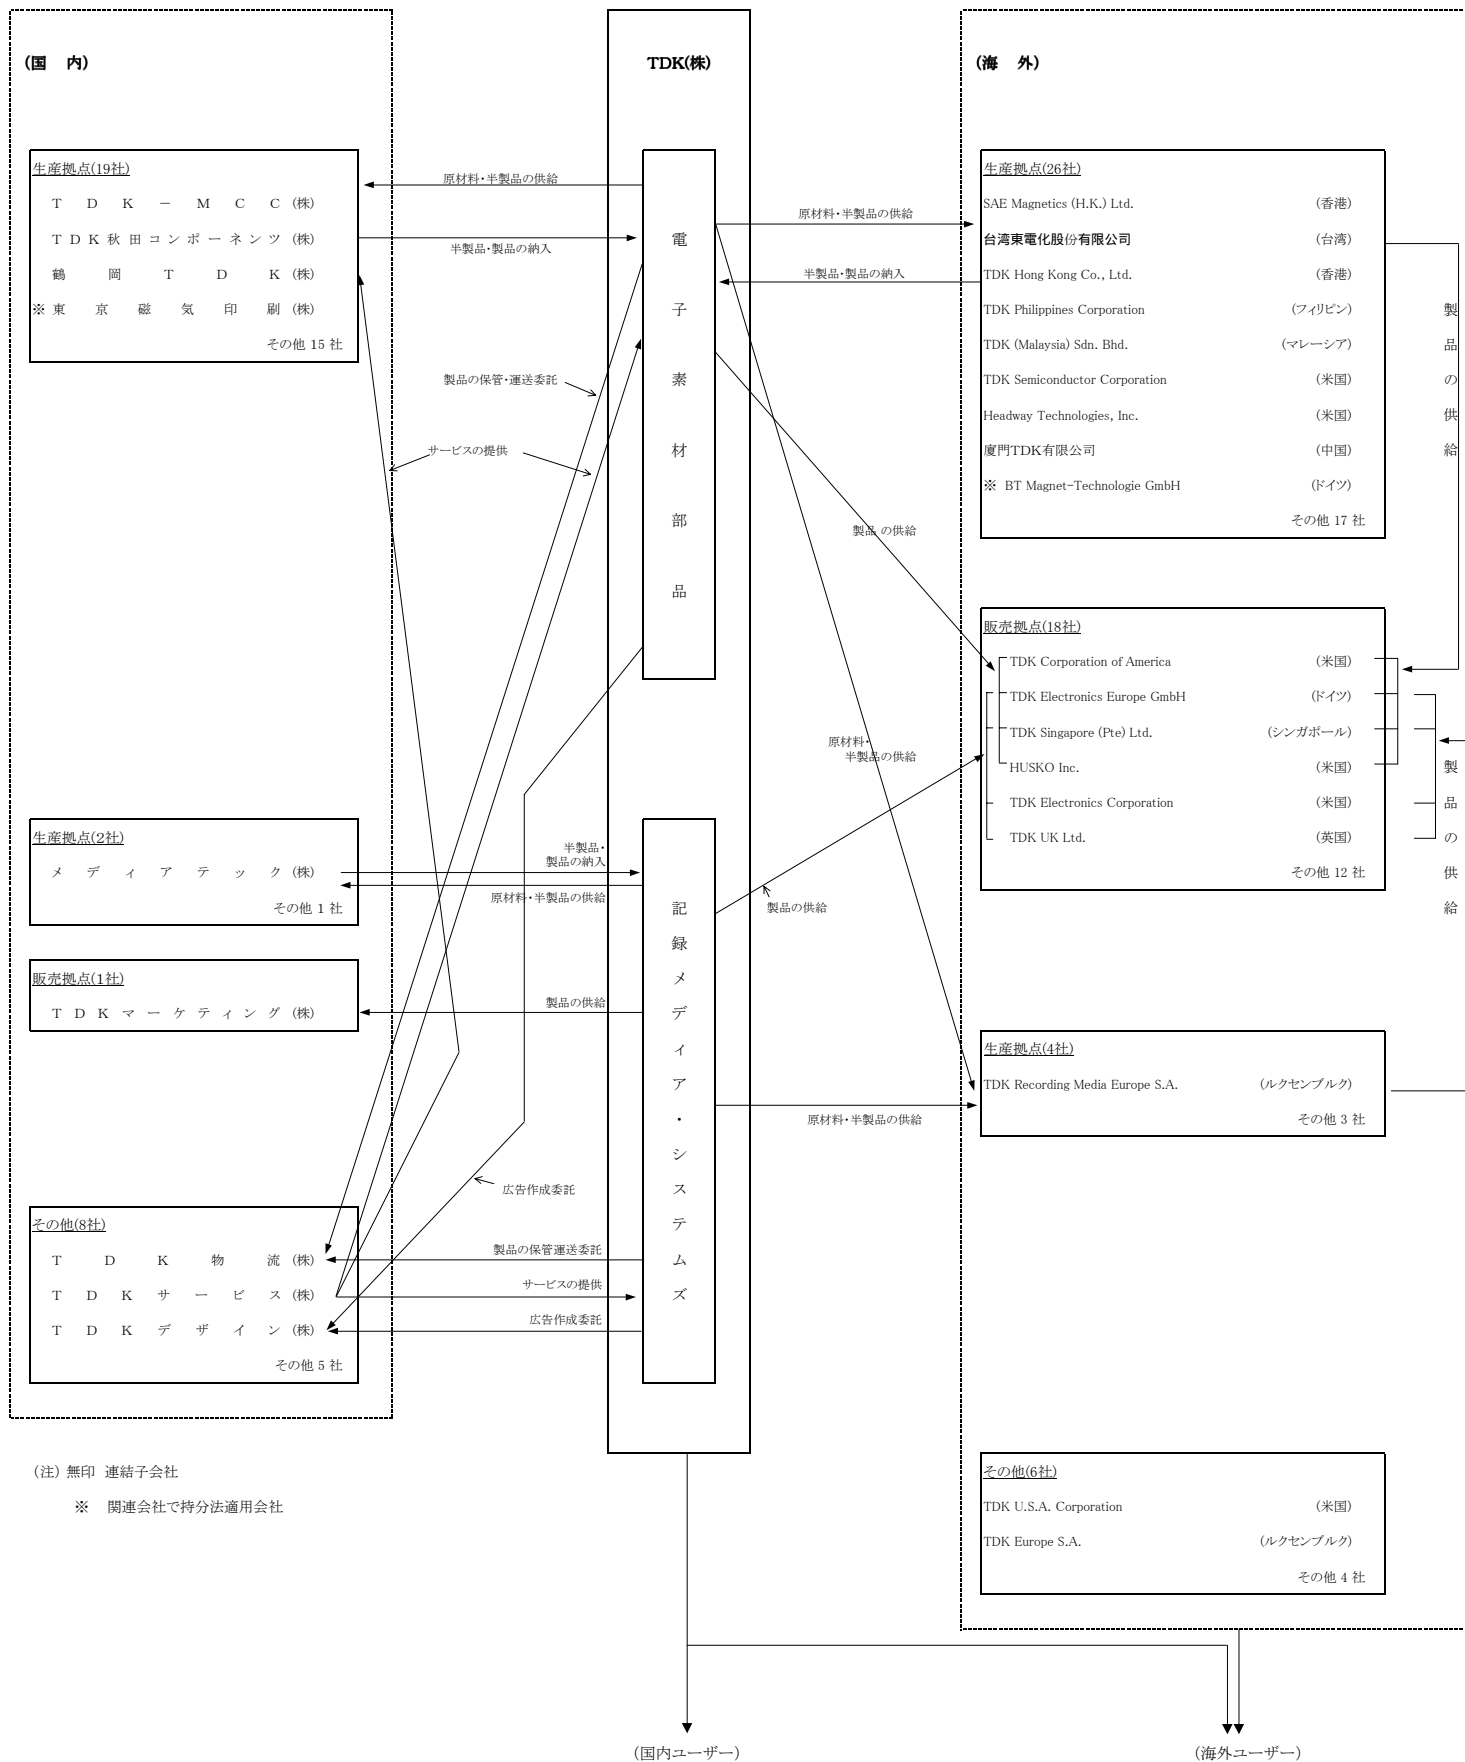 (国 内)
TDK(株)
(海 外)
生産拠点(19社)
TDK－MCC(株)
TDK秋田コンポーネンツ(株)
鶴岡TDK(株)
※東京磁気印刷(株)
その他 15 社
原材料・半製品の供給
半製品・製品の納入
製品の保管・運送委託
サービスの提供
電子素材部品
原材料・半製品の供給
半製品・製品の納入
製品 の供給
生産拠点(26社)
SAE Magnetics (H.K.) Ltd. (香港)
台湾東電化股份有限公司 (台湾)
TDK Hong Kong Co., Ltd. (香港)
TDK Philippines Corporation (フィリピン)
TDK (Malaysia) Sdn. Bhd. (マレーシア)
TDK Semiconductor Corporation (米国)
Headway Technologies, Inc. (米国)
廈門TDK有限公司 (中国)
※ BT Magnet-Technologie GmbH (ドイツ)
その他 17 社
製品の供給
販売拠点(18社)
TDK Corporation of America (米国)
TDK Electronics Europe GmbH (ドイツ)
TDK Singapore (Pte) Ltd. (シンガポール)
HUSKO Inc. (米国)
TDK Electronics Corporation (米国)
TDK UK Ltd. (英国)
その他 12 社
製品の供給
原材料・
半製品の供給
製品の供給
生産拠点(2社)
メディアテック(株)
その他 1 社
半製品・
製品の納入
原材料・半製品の供給
販売拠点(1社)
TDKマーケティング(株)
製品の供給
記録メディア・システムズ
原材料・半製品の供給
生産拠点(4社)
TDK Recording Media Europe S.A. (ルクセンブルク)
その他 3 社
広告作成委託
その他(8社)
TDK物流(株)
TDKサービス(株)
TDKデザイン(株)
その他 5 社
製品の保管運送委託
サービスの提供
広告作成委託
(注) 無印 連結子会社
※ 関連会社で持分法適用会社
その他(6社)
TDK U.S.A. Corporation (米国)
TDK Europe S.A. (ルクセンブルク)
その他 4 社
(国内ユーザー)
(海外ユーザー)